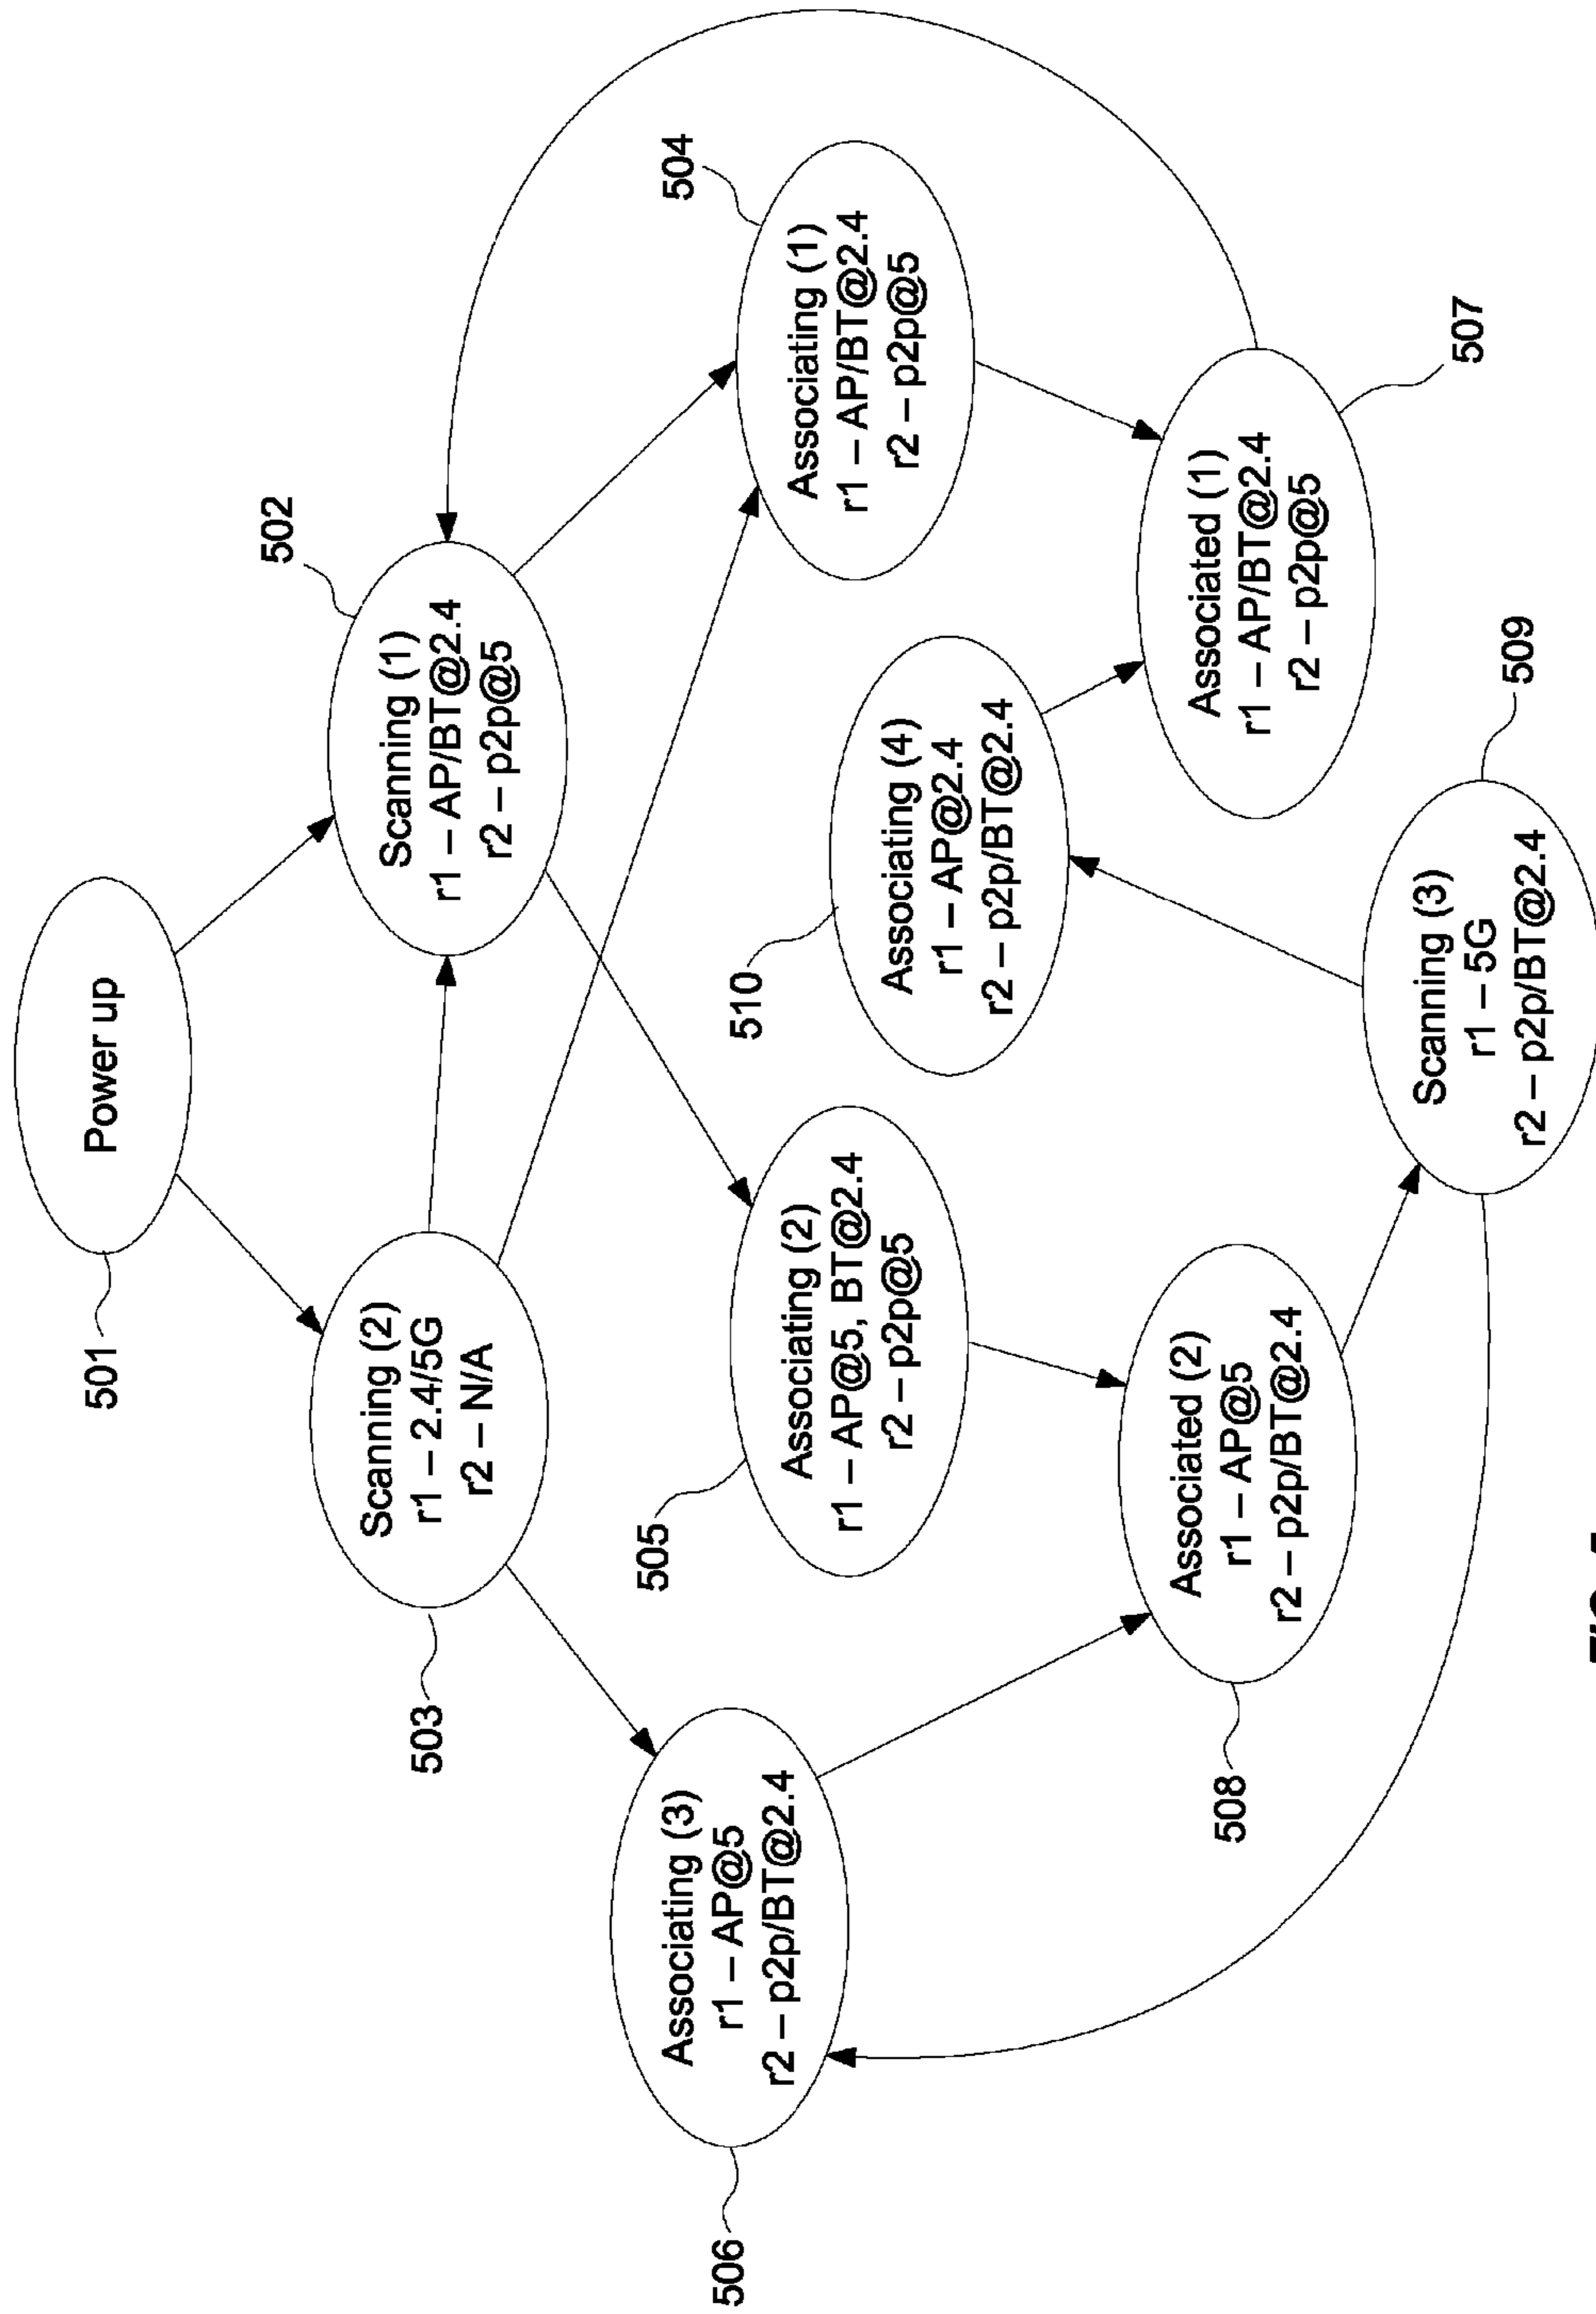 501
Power up
503
Scanning (2)
r1 – 2.4/5G
r2 – N/A
502
Scanning (1)
r1 – AP/BT@2.4
r2 – p2p@5
506
Associating (3)
r1 – AP@5
r2 – p2p/BT@2.4
505
Associating (2)
r1 – AP@5, BT@2.4
r2 – p2p@5
510
Associating (4)
r1 – AP@2.4
r2 – p2p/BT@2.4
504
Associating (1)
r1 – AP/BT@2.4
r2 – p2p@5
508
Associated (2)
r1 – AP@5
r2 – p2p/BT@2.4
Associated (1)
r1 – AP/BT@2.4
r2 – p2p@5
507
Scanning (3)
r1 – 5G
r2 – p2p/BT@2.4
509